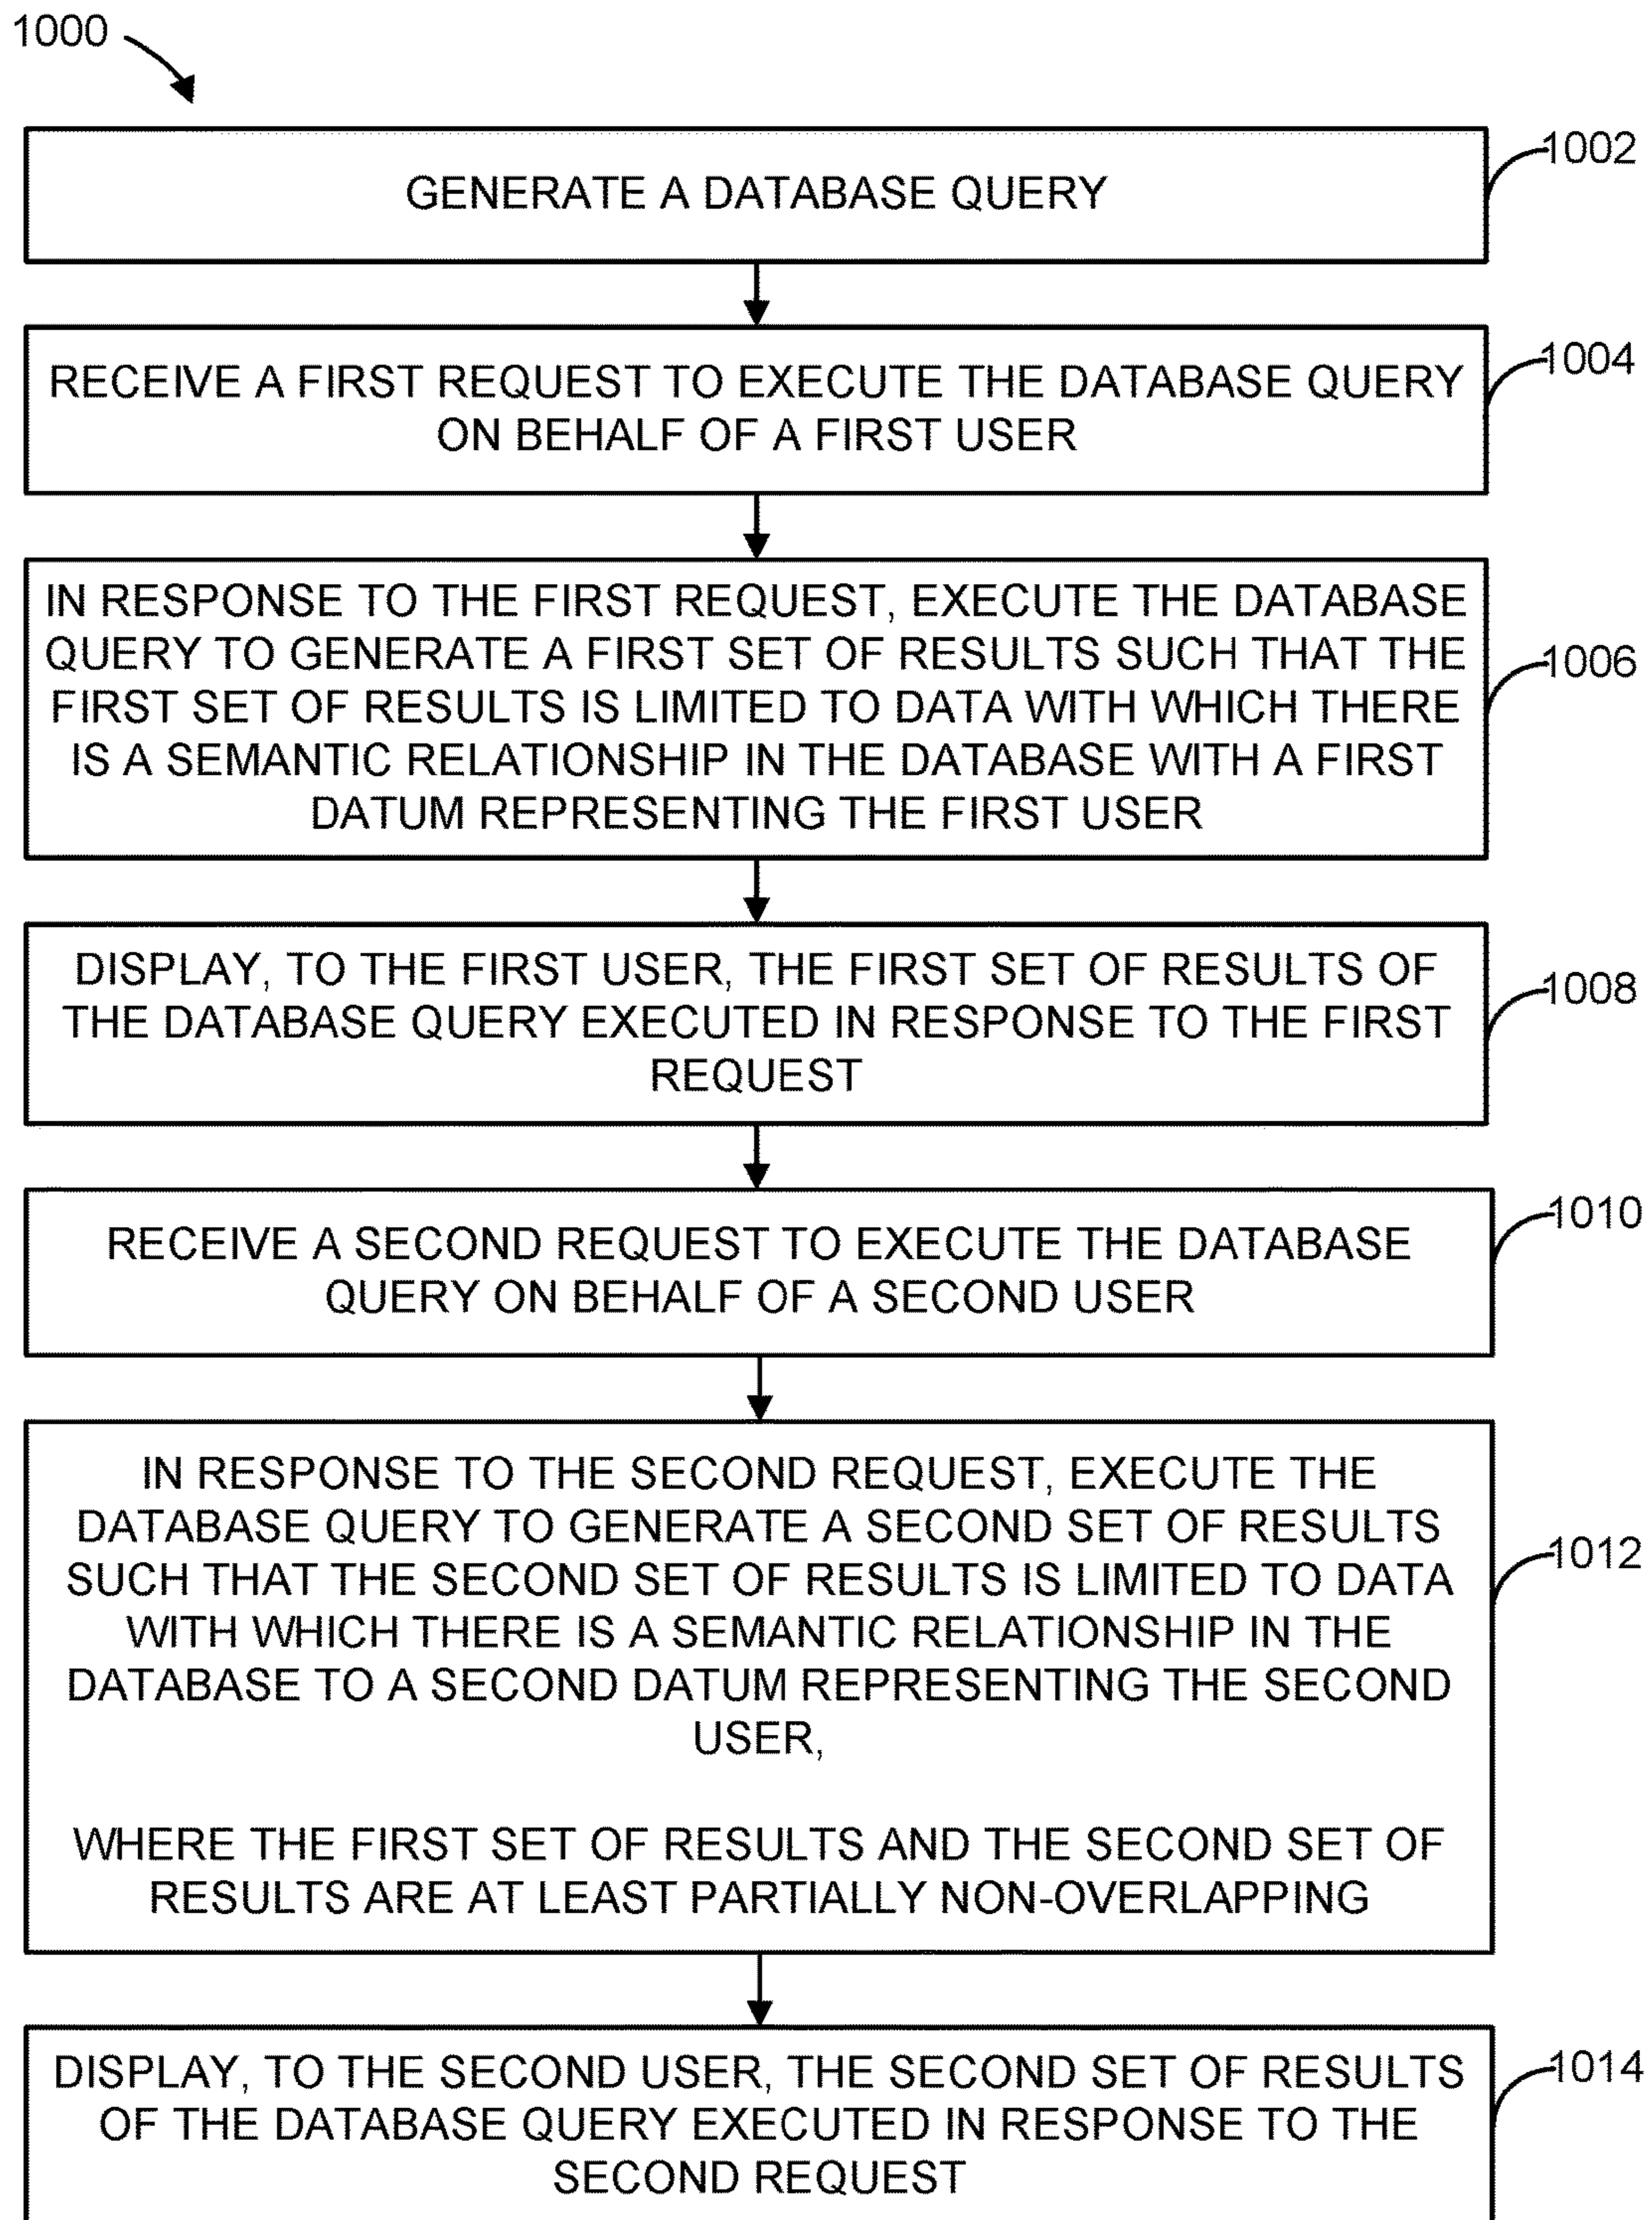 1000
1002
GENERATE A DATABASE QUERY
1004
RECEIVE A FIRST REQUEST TO EXECUTE THE DATABASE QUERY
ON BEHALF OF A FIRST USER
IN RESPONSE TO THE FIRST REQUEST, EXECUTE THE DATABASE
QUERY TO GENERATE A FIRST SET OF RESULTS SUCH THAT THE
1006
FIRST SET OF RESULTS IS LIMITED TO DATA WITH WHICH THERE
IS A SEMANTIC RELATIONSHIP IN THE DATABASE WITH A FIRST
DATUM REPRESENTING THE FIRST USER
DISPLAY, TO THE FIRST USER, THE FIRST SET OF RESULTS OF
1008
THE DATABASE QUERY EXECUTED IN RESPONSE TO THE FIRST
REQUEST
1010
RECEIVE A SECOND REQUEST TO EXECUTE THE DATABASE
QUERY ON BEHALF OF A SECOND USER
IN RESPONSE TO THE SECOND REQUEST, EXECUTE THE
DATABASE QUERY TO GENERATE A SECOND SET OF RESULTS
1012
SUCH THAT THE SECOND SET OF RESULTS IS LIMITED TO DATA
WITH WHICH THERE IS A SEMANTIC RELATIONSHIP IN THE
DATABASE TO A SECOND DATUM REPRESENTING THE SECOND
USER,
WHERE THE FIRST SET OF RESULTS AND THE SECOND SET OF
RESULTS ARE AT LEAST PARTIALLY NON-OVERLAPPING
1014
DISPLAY, TO THE SECOND USER, THE SECOND SET OF RESULTS
OF THE DATABASE QUERY EXECUTED IN RESPONSE TO THE
SECOND REQUEST